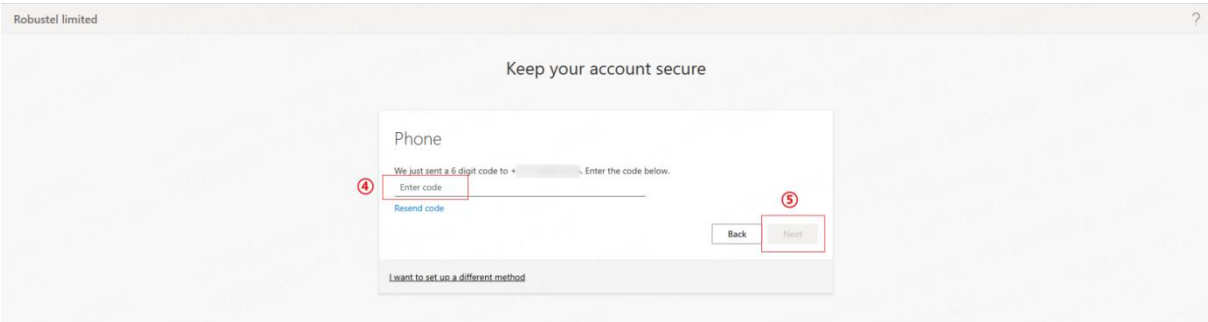 Robustel limited
?
Keep your account secure
Phone
We just sent a 6 digit code to + . Enter the code below.
④ Enter code
⑤
Resend code
Back Next
I want to set up a different method